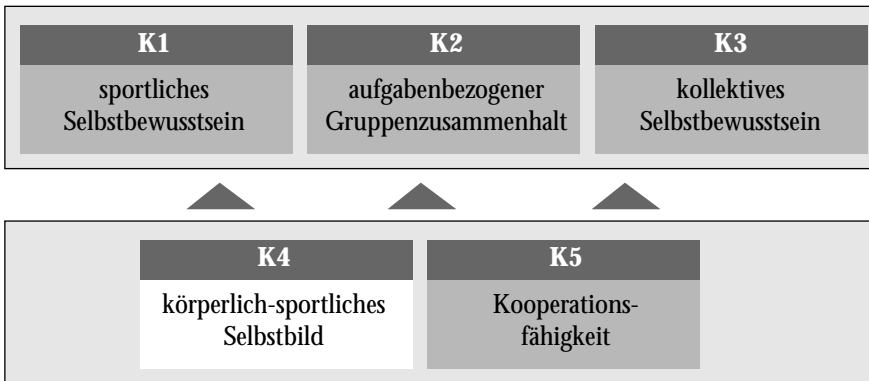 K1
K2
K3
sportliches
Selbstbewusstsein
aufgabenbezogener
Gruppenzusammenhalt
kollektives
Selbstbewusstsein
K4
K5
körperlich-sportliches
Selbstbild
Kooperations-
fähigkeit